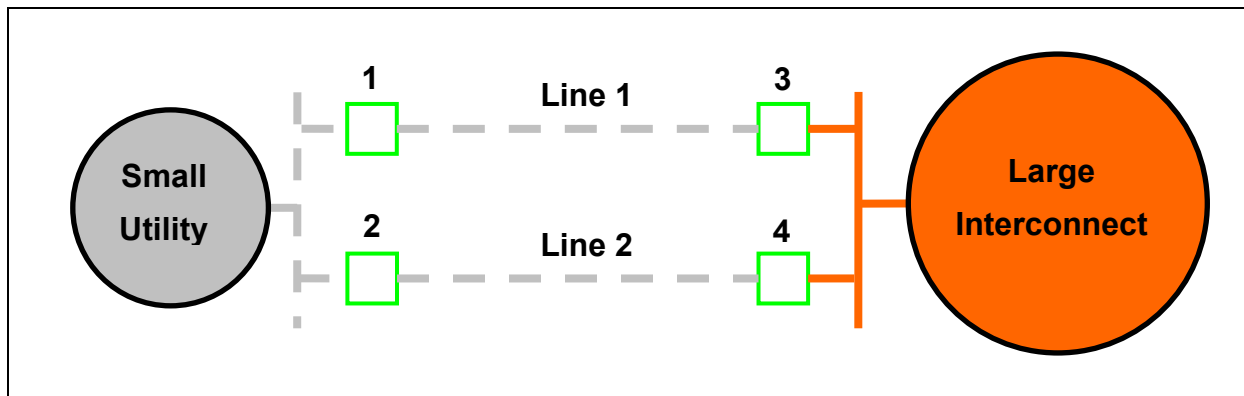 1
Line 1
3
Small
Utility
Large
Interconnect
2
Line 2
4